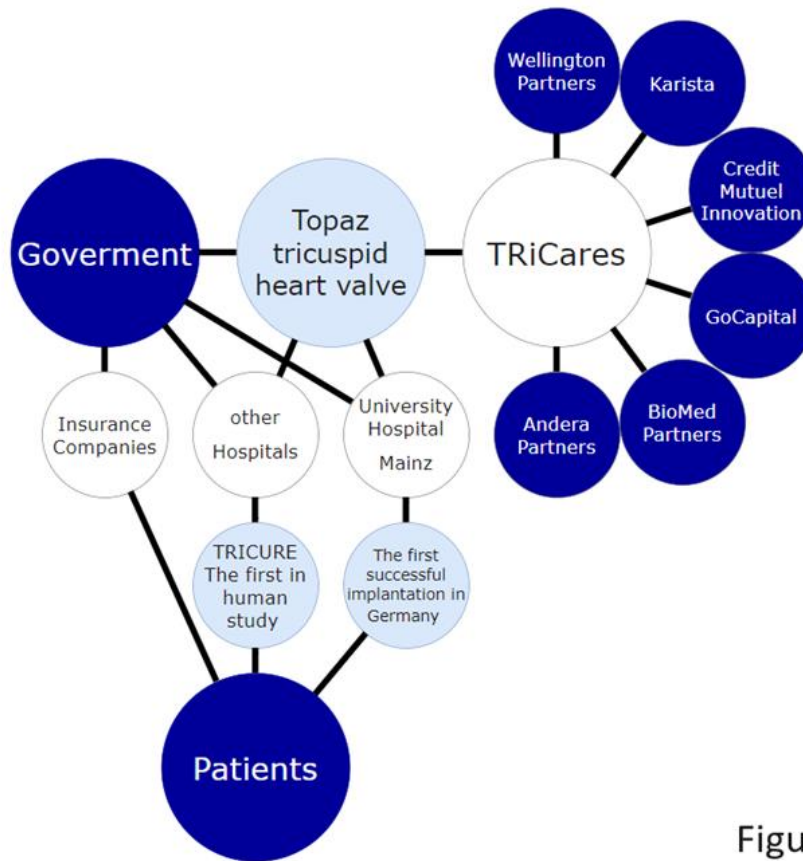 Wellington
Partners
Karista
Credit
Mutuel
Innovation
Goverment
Topaz
tricuspid
heart valve
TRiCares
GoCapital
Insurance
Companies
other
Hospitals
University
Hospital
Mainz
Andera
Partners
BioMed
Partners
TRICURE
The first in
human
study
The first
successful
implantation in
Germany
Patients
Figu